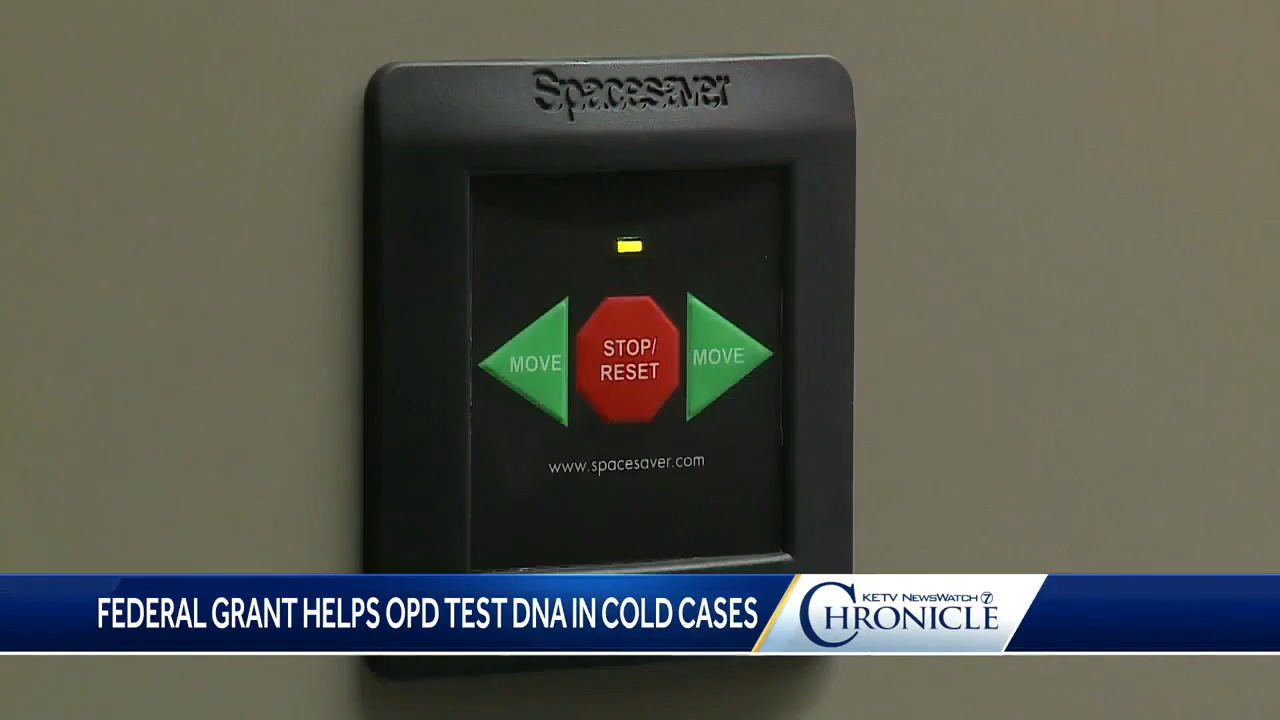 Spacesaver
MOVE
STOP/
RESET
MOVE
www.spacesaver.com
FEDERAL GRANT HELPS OPD TEST DNA IN COLD CASES
KETV NEWSWATCH 7
CHRONICLE